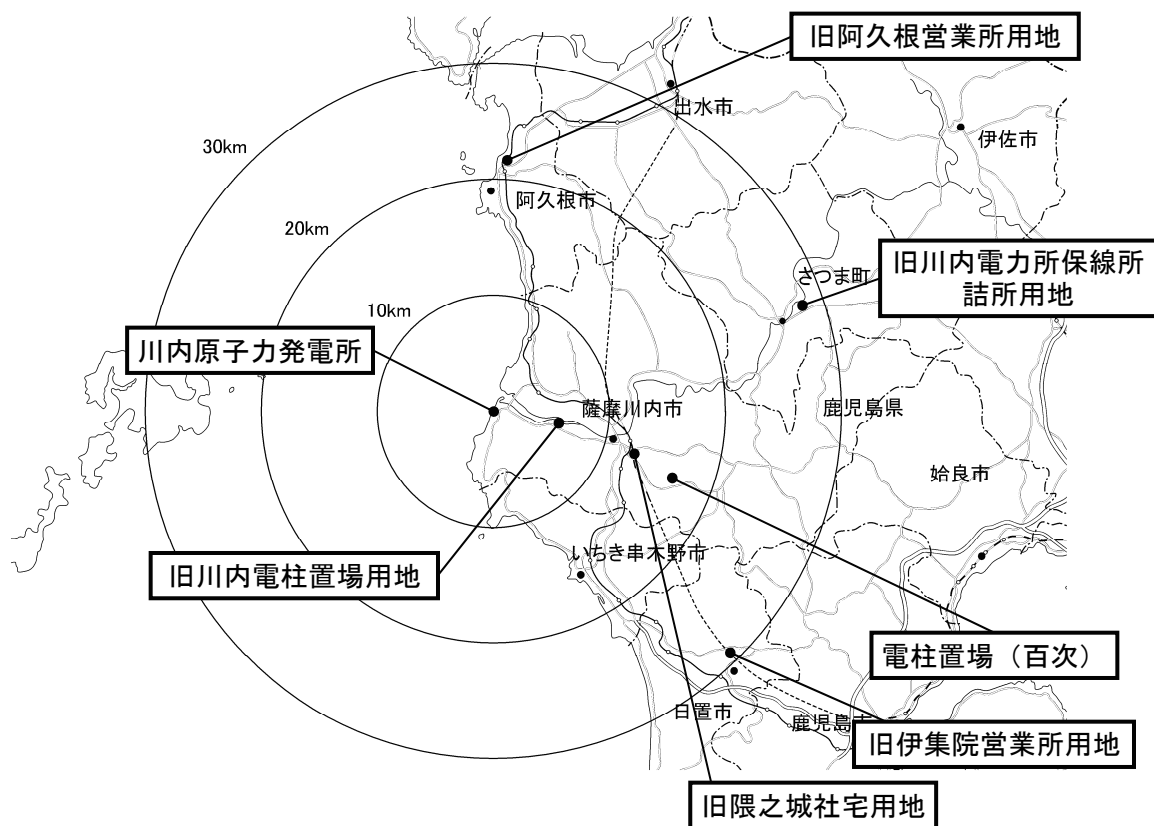 旧阿久根営業所用地
出水市
伊佐市
30km
阿久根市
20km
旧川内電力所保線所
詰所用地
さつま町
10km
川内原子力発電所
薩摩川内市
鹿児島県
姶良市
いちき串木野市
旧川内電柱置場用地
電柱置場（百次）
日置市
鹿児島市
旧伊集院営業所用地
旧隈之城社宅用地